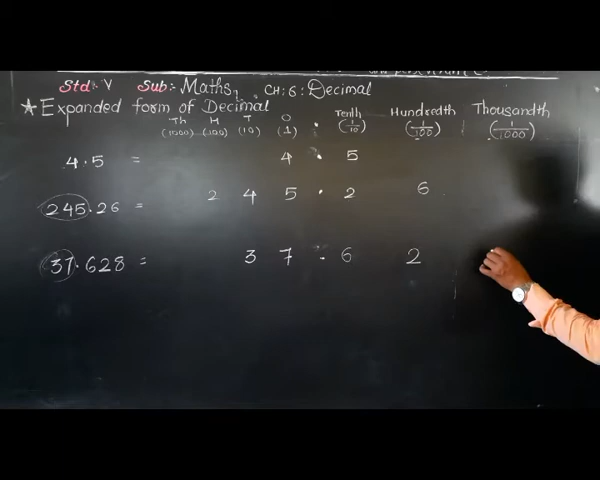 Std:- V Sub:- Maths, CH:6: Decimal
★ Expanded form of Decimal
Th H T O . Tenth Hundredth Thousandth
(1000) (100) (10) (1) (1/10) (1/100) (1/1000)
4.5 = 4 . 5
245.26 = 2 4 5 . 2 6
37.628 = 3 7 . 6 2